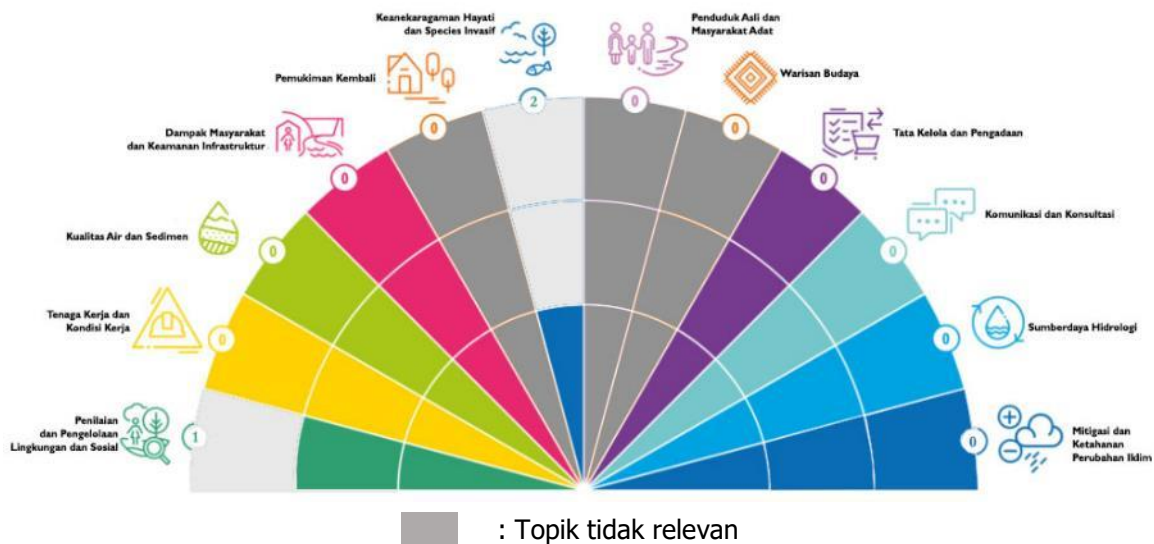 Keanekaragaman Hayati
dan Species Invasif
2
Penduduk Asli dan
Masyarakat Adat
0
Pemukiman Kembali
0
Warisan Budaya
0
Dampak Masyarakat
dan Keamanan Infrastruktur
0
Tata Kelola dan Pengadaan
0
Kualitas Air dan Sedimen
0
Komunikasi dan Konsultasi
0
Tenaga Kerja dan
Kondisi Kerja
0
Sumberdaya Hidrologi
0
Penilaian
dan Pengelolaan
Lingkungan dan Sosial
1
Mitigasi dan
Ketahanan
Perubahan Iklim
0
: Topik tidak relevan